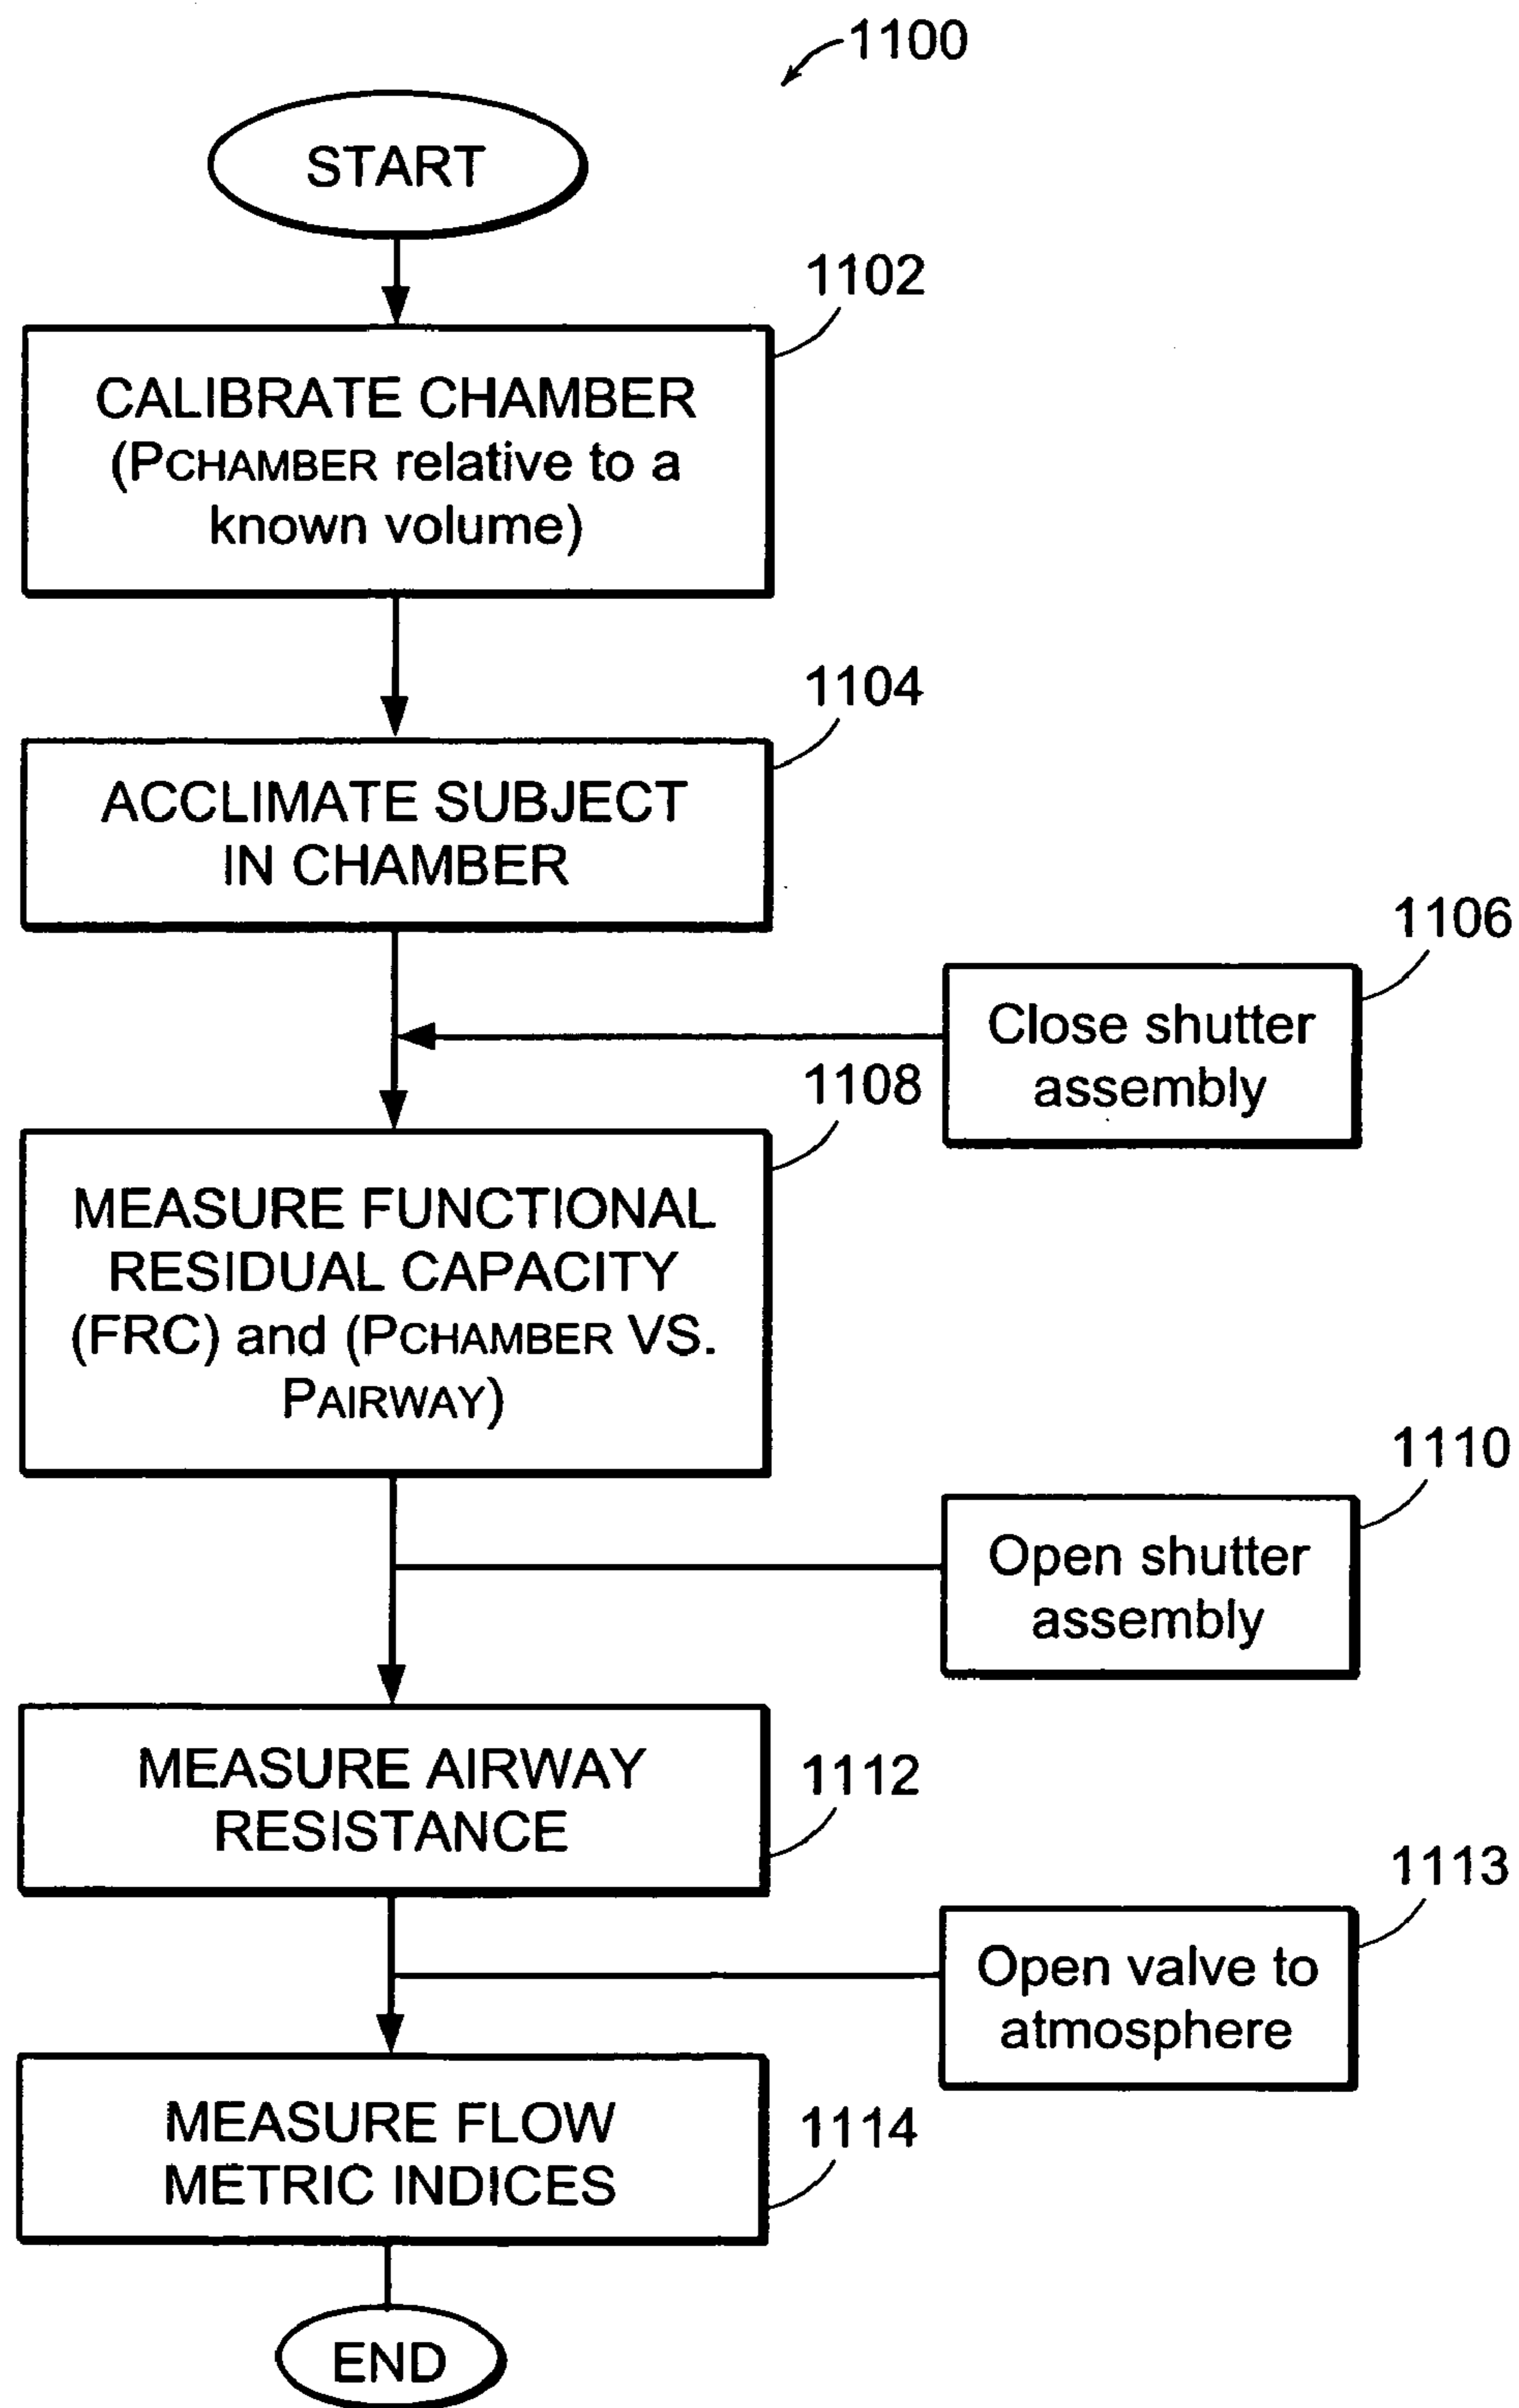 1100
START
1102
CALIBRATE CHAMBER
(PCHAMBER relative to a
known volume)
1104
ACCLIMATE SUBJECT
IN CHAMBER
1106
Close shutter
assembly
1108
MEASURE FUNCTIONAL
RESIDUAL CAPACITY
(FRC) and (PCHAMBER VS.
PAIRWAY)
1110
Open shutter
assembly
MEASURE AIRWAY
RESISTANCE
1112
1113
Open valve to
atmosphere
MEASURE FLOW
METRIC INDICES
1114
END